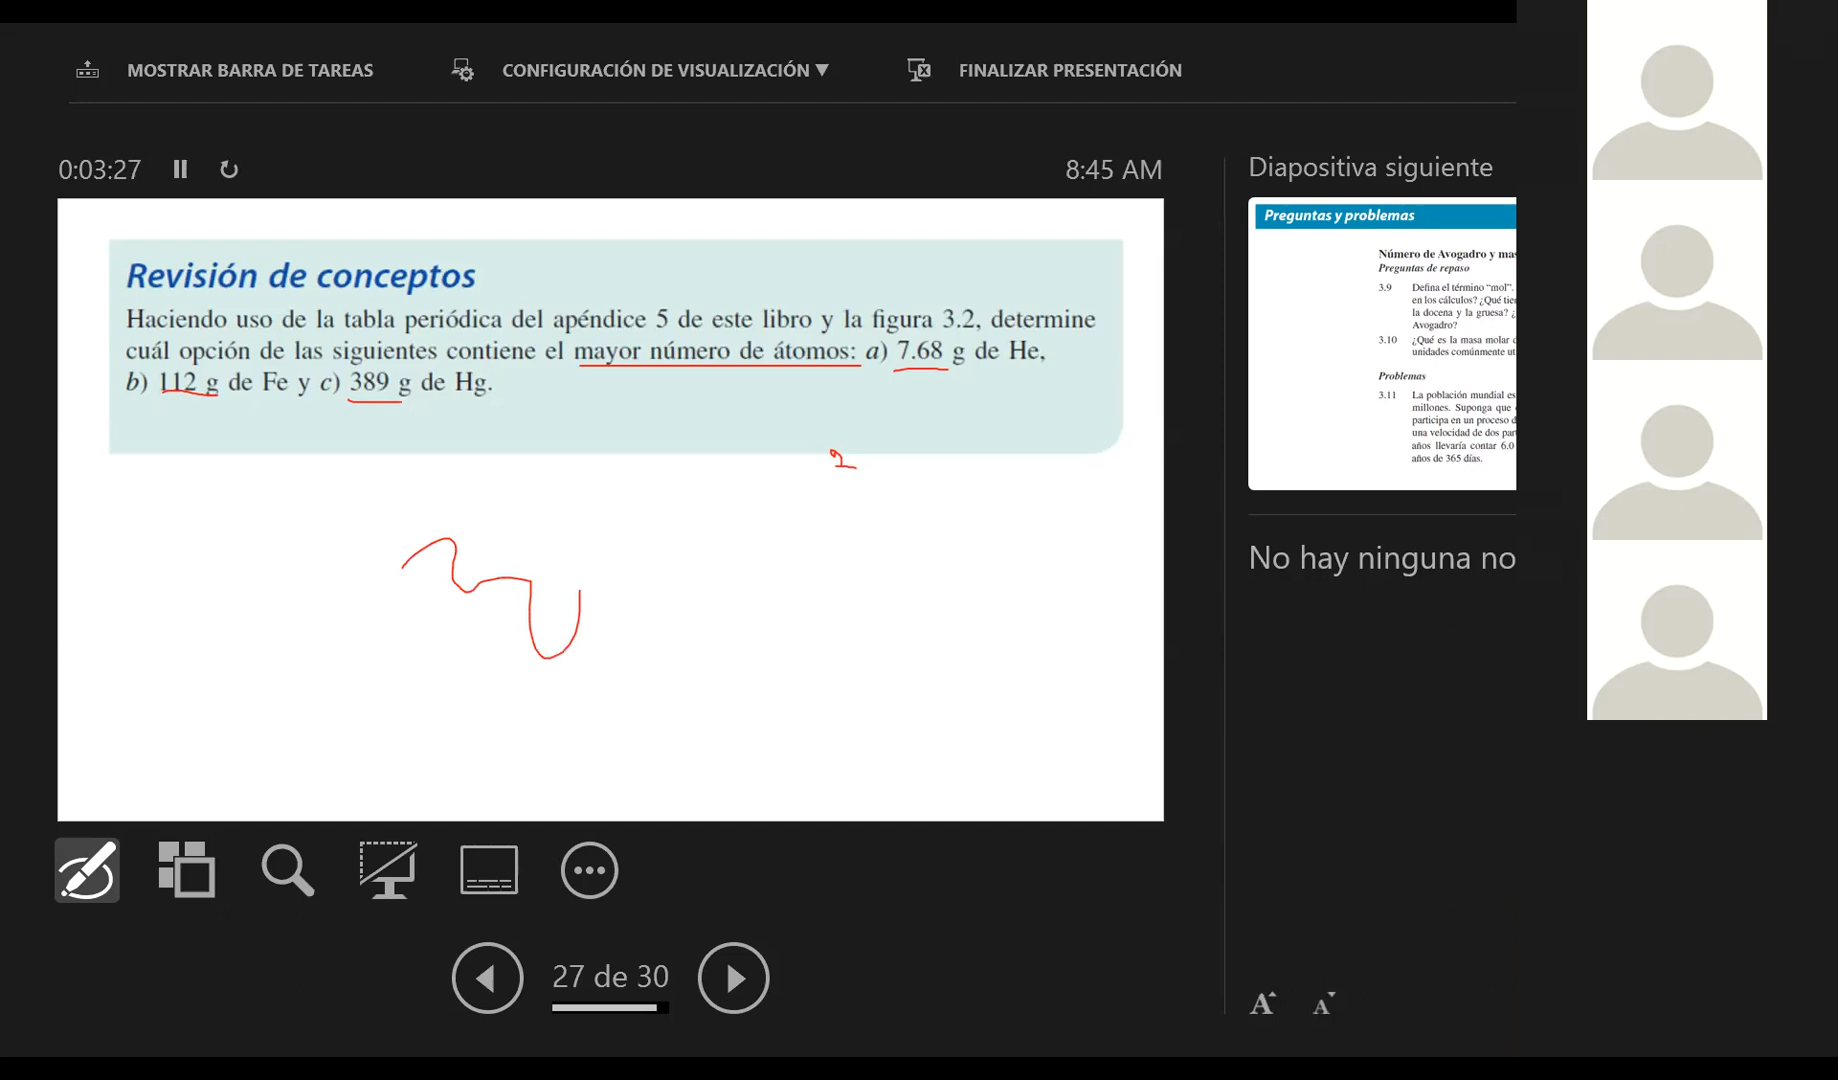 MOSTRAR BARRA DE TAREAS
CONFIGURACIÓN DE VISUALIZACIÓN ▼
FINALIZAR PRESENTACIÓN
0:03:27
8:45 AM
Revisión de conceptos
Haciendo uso de la tabla periódica del apéndice 5 de este libro y la figura 3.2, determine
cuál opción de las siguientes contiene el mayor número de átomos: a) 7.68 g de He,
b) 112 g de Fe y c) 389 g de Hg.
Diapositiva siguiente
Preguntas y problemas
Número de Avogadro y mas
Preguntas de repaso
3.9 Defina el término “mol”.
en los cálculos? ¿Qué tien
la docena y la gruesa? ¿
Avogadro?
3.10 ¿Qué es la masa molar d
unidades comúnmente ut
Problemas
3.11 La población mundial es
millones. Suponga que
participa en un proceso d
una velocidad de dos part
años llevaría contar 6.0
años de 365 días.
No hay ninguna no
27 de 30
A A